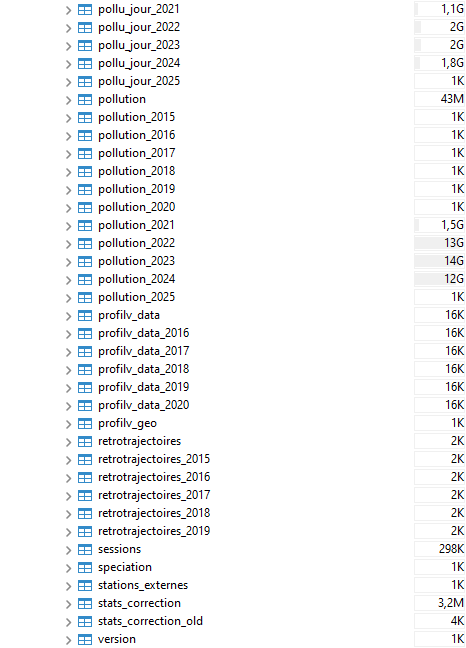 pollu_jour_2021 1,1G
pollu_jour_2022 2G
pollu_jour_2023 2G
pollu_jour_2024 1,8G
pollu_jour_2025 1K
pollution 43M
pollution_2015 1K
pollution_2016 1K
pollution_2017 1K
pollution_2018 1K
pollution_2019 1K
pollution_2020 1K
pollution_2021 1,5G
pollution_2022 13G
pollution_2023 14G
pollution_2024 12G
pollution_2025 1K
profilv_data 16K
profilv_data_2016 16K
profilv_data_2017 16K
profilv_data_2018 16K
profilv_data_2019 16K
profilv_data_2020 16K
profilv_geo 1K
retrotrajectoires 2K
retrotrajectoires_2015 2K
retrotrajectoires_2016 2K
retrotrajectoires_2017 2K
retrotrajectoires_2018 2K
retrotrajectoires_2019 2K
sessions 298K
speciation 1K
stations_externes 1K
stats_correction 3,2M
stats_correction_old 4K
version 1K